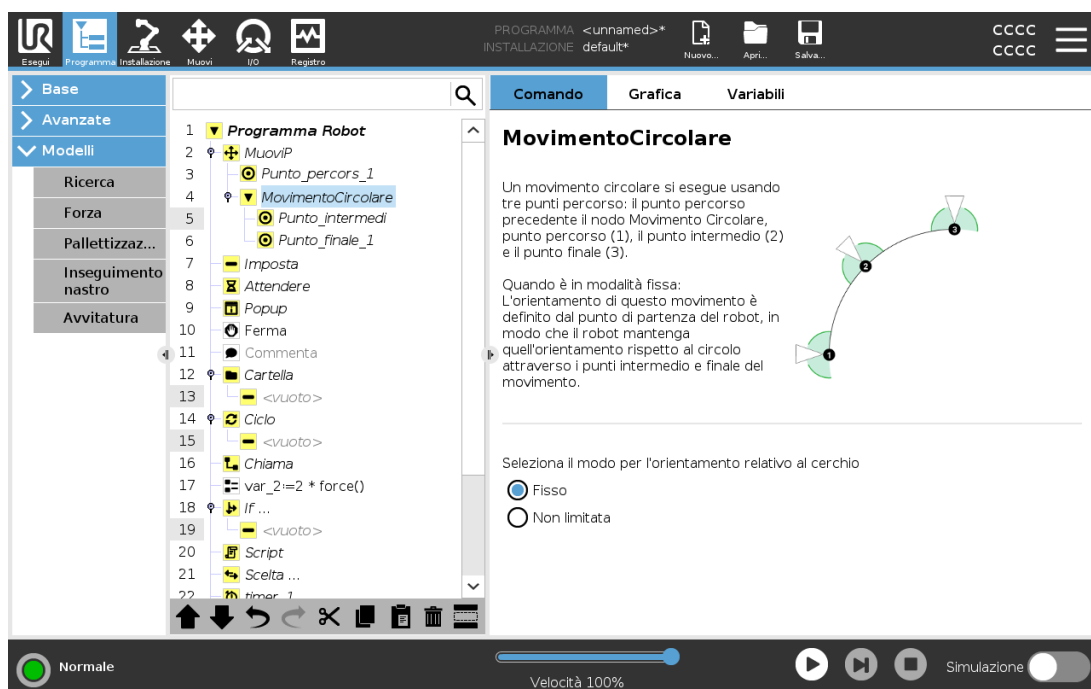 PROGRAMMA <unnamed>*
INSTALLAZIONE default*
CCCC
CCCC
UR
Esegui
Programma
Installazione
Muovi
I/O
Registro
Nuovo...
Apri...
Salva...
Base
Avanzate
Modelli
Ricerca
Forza
Pallettizzaz...
Inseguimento
nastro
Avvitatura
1 Programma Robot
2 MuoviP
3 Punto_percors_1
4 MovimentoCircolare
5 Punto_intermedi
6 Punto_finale_1
7 Imposta
8 Attendere
9 Popup
10 Ferma
11 Commenta
12 Cartella
13 <vuoto>
14 Ciclo
15 <vuoto>
16 Chiama
17 var_2:=2 * force()
18 If ...
19 <vuoto>
20 Script
21 Scelta ...
22 timer_1
Comando
Grafica
Variabili
MovimentoCircolare
Un movimento circolare si esegue usando
tre punti percorso: il punto percorso
precedente il nodo Movimento Circolare,
punto percorso (1), il punto intermedio (2)
e il punto finale (3).
Quando è in modalità fissa:
L'orientamento di questo movimento è
definito dal punto di partenza del robot, in
modo che il robot mantenga
quell'orientamento rispetto al circolo
attraverso i punti intermedio e finale del
movimento.
3
2
1
Seleziona il modo per l'orientamento relativo al cerchio
Fisso
Non limitata
Normale
Velocità 100%
Simulazione